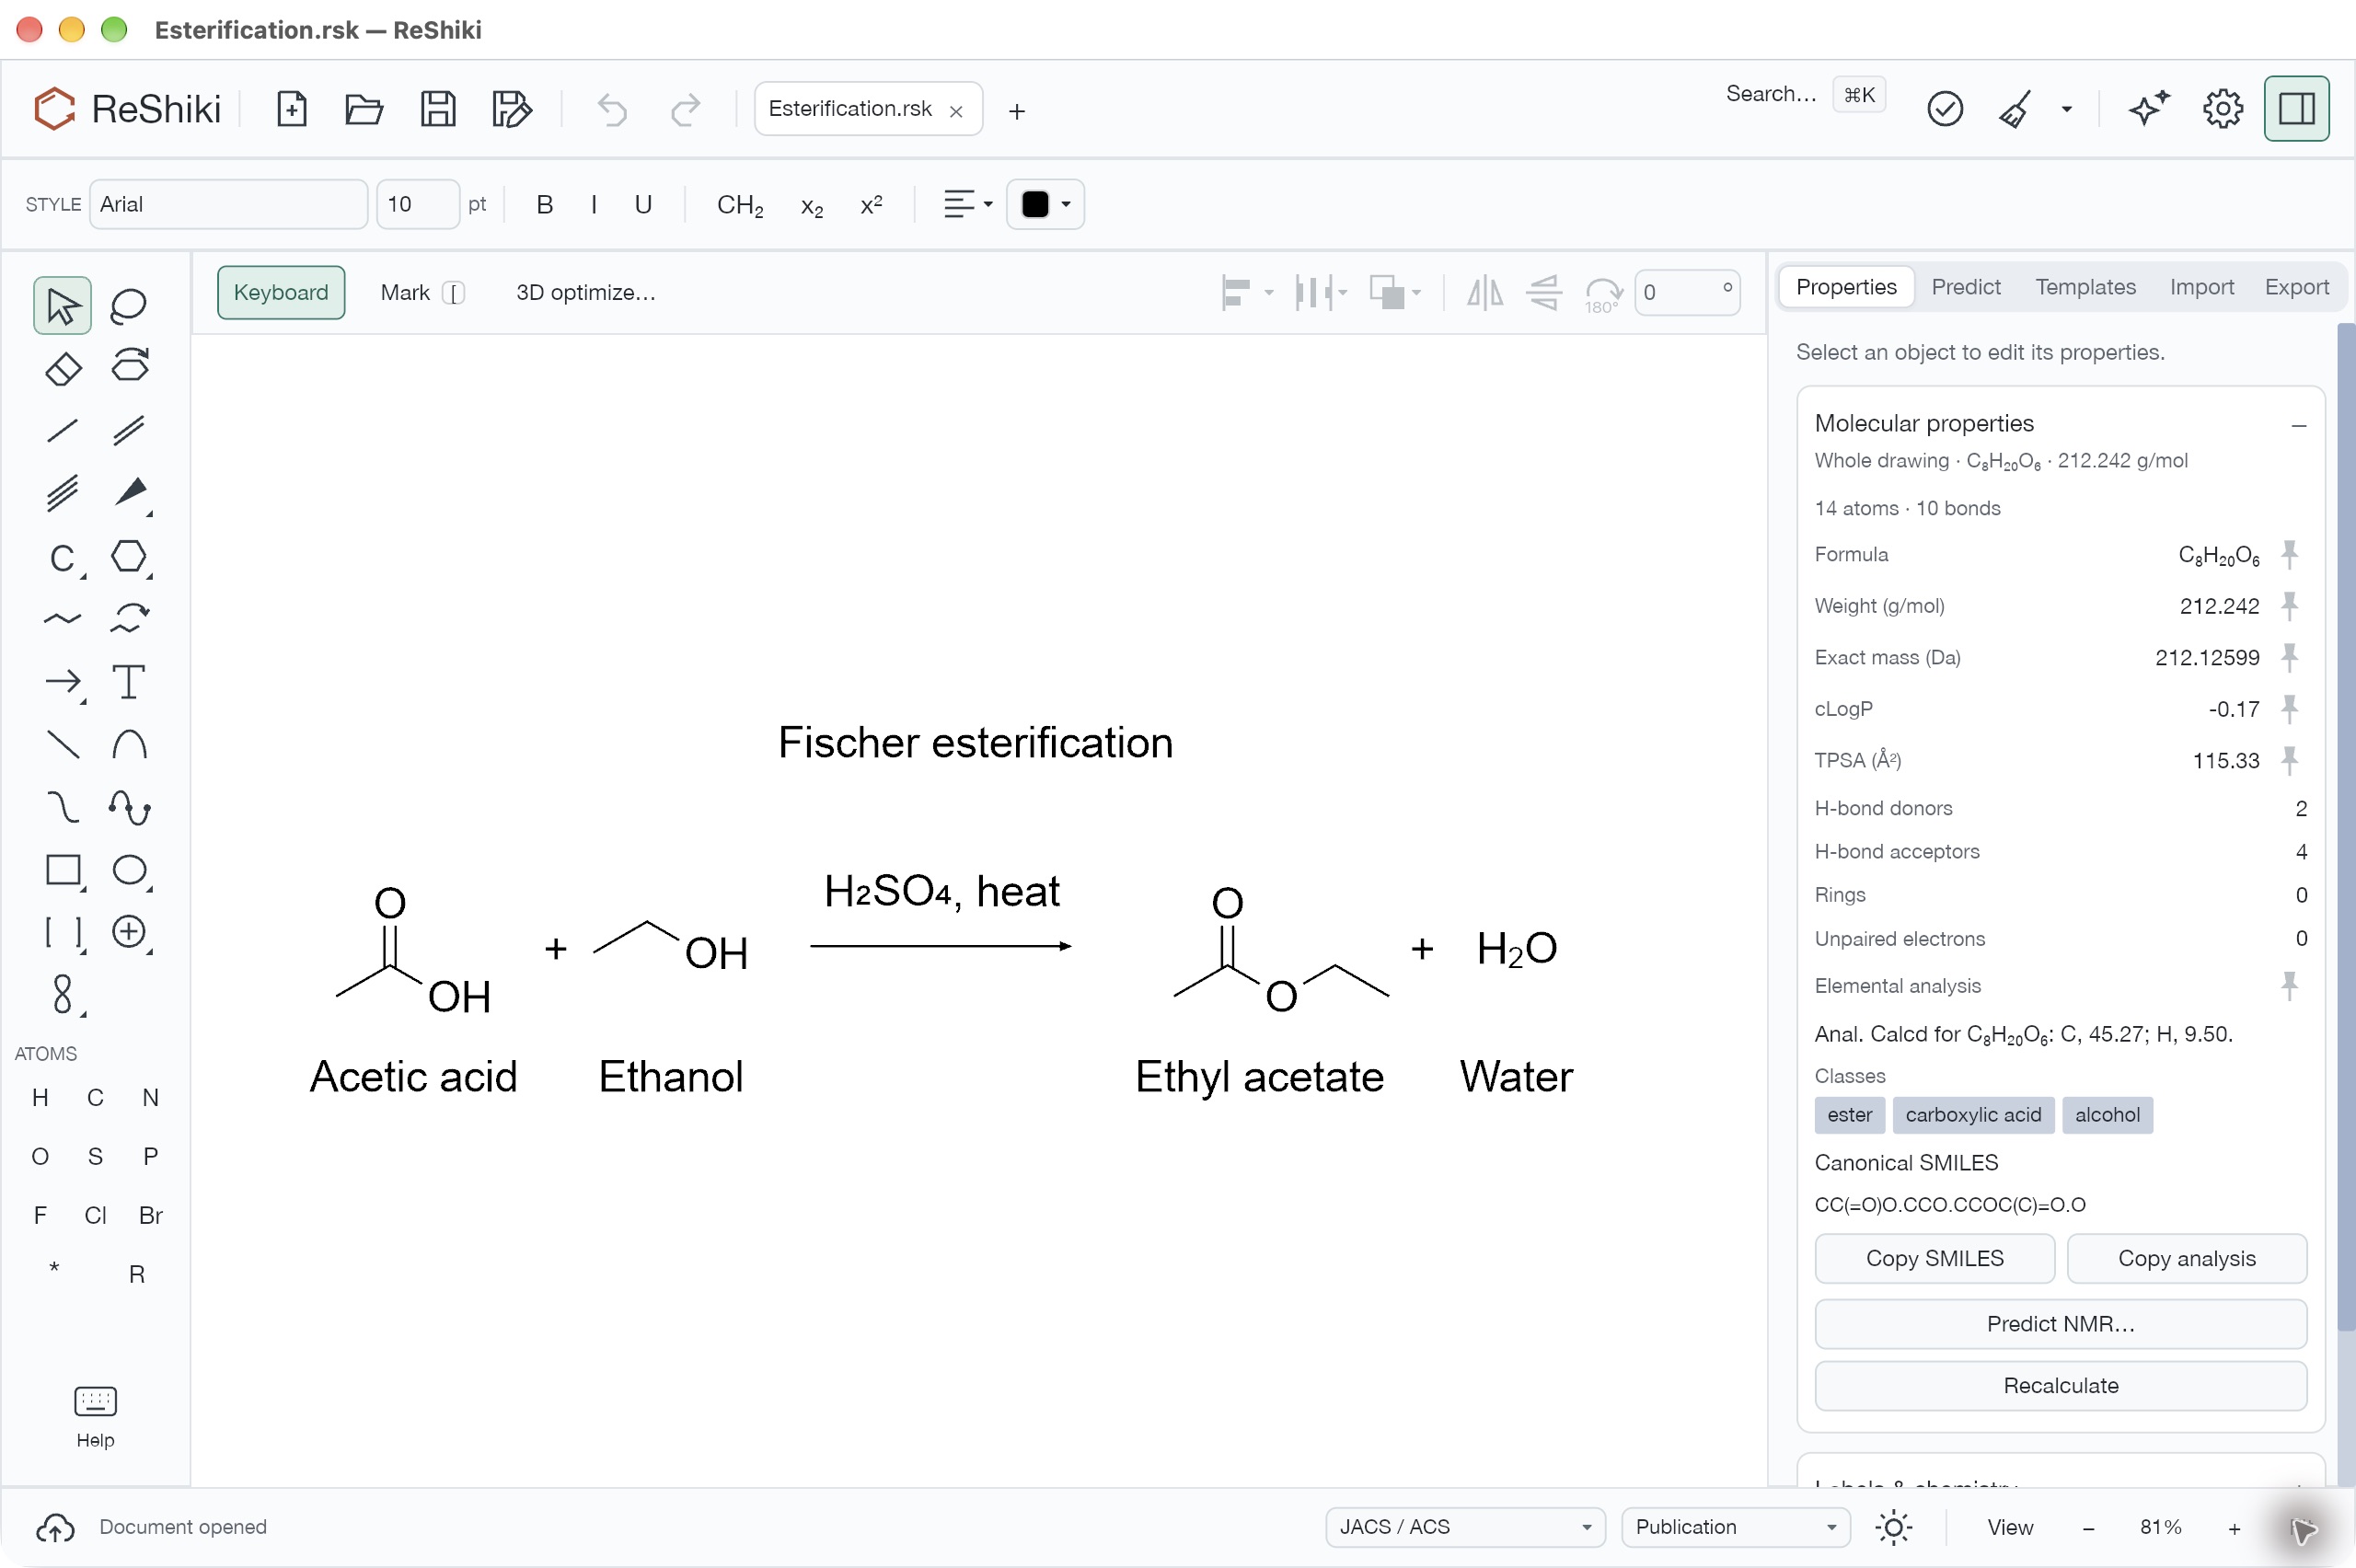 Esterification.rsk — ReShiki
ReShiki
Esterification.rsk × +
Search... ⌘K
STYLE Arial 10 pt B I U CH₂ x₂ x²
Keyboard Mark [ 3D optimize...
180° 0 °
Properties Predict Templates Import Export
Select an object to edit its properties.
Molecular properties –
Whole drawing · C₈H₂₀O₆ · 212.242 g/mol
14 atoms · 10 bonds
Formula C₈H₂₀O₆
Weight (g/mol) 212.242
Exact mass (Da) 212.12599
cLogP -0.17
TPSA (Å²) 115.33
H-bond donors 2
H-bond acceptors 4
Rings 0
Unpaired electrons 0
Elemental analysis
Anal. Calcd for C₈H₂₀O₆: C, 45.27; H, 9.50.
Classes
ester carboxylic acid alcohol
Canonical SMILES
CC(=O)O.CCO.CCOC(C)=O.O
Copy SMILES Copy analysis
Predict NMR...
Recalculate
Labels & chemistry
C
T
[ ]
ATOMS
H C N
O S P
F Cl Br
* R
Help
Fischer esterification
H₂SO₄, heat
O
OH
+
OH
O
O
+
H₂O
Acetic acid Ethanol Ethyl acetate Water
Document opened
JACS / ACS Publication View – 81% +